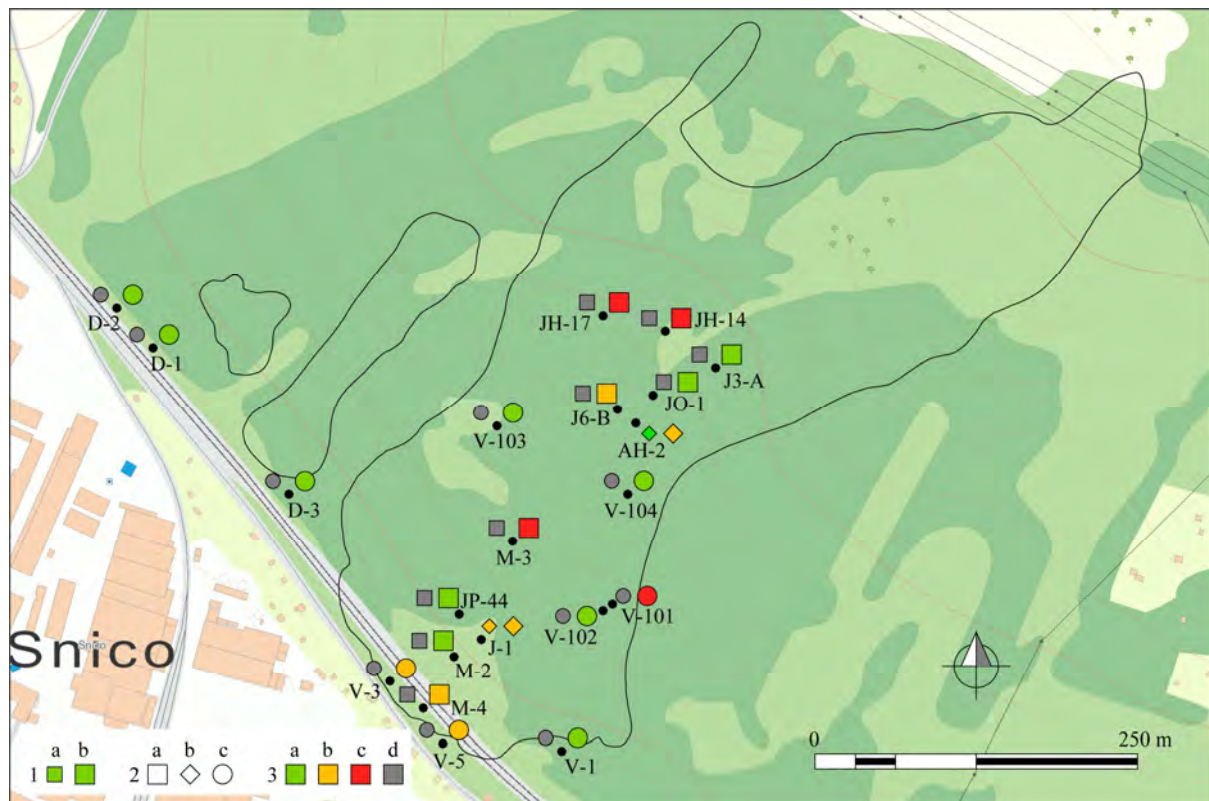 D-2
D-1
JH-17
JH-14
J3-A
JO-1
J6-B
AH-2
V-103
D-3
V-104
M-3
JP-44
V-102
V-101
J-1
M-2
V-3
M-4
V-5
V-1
Snico
Snico
a b a b c a b c d
1 2 3
0 250 m